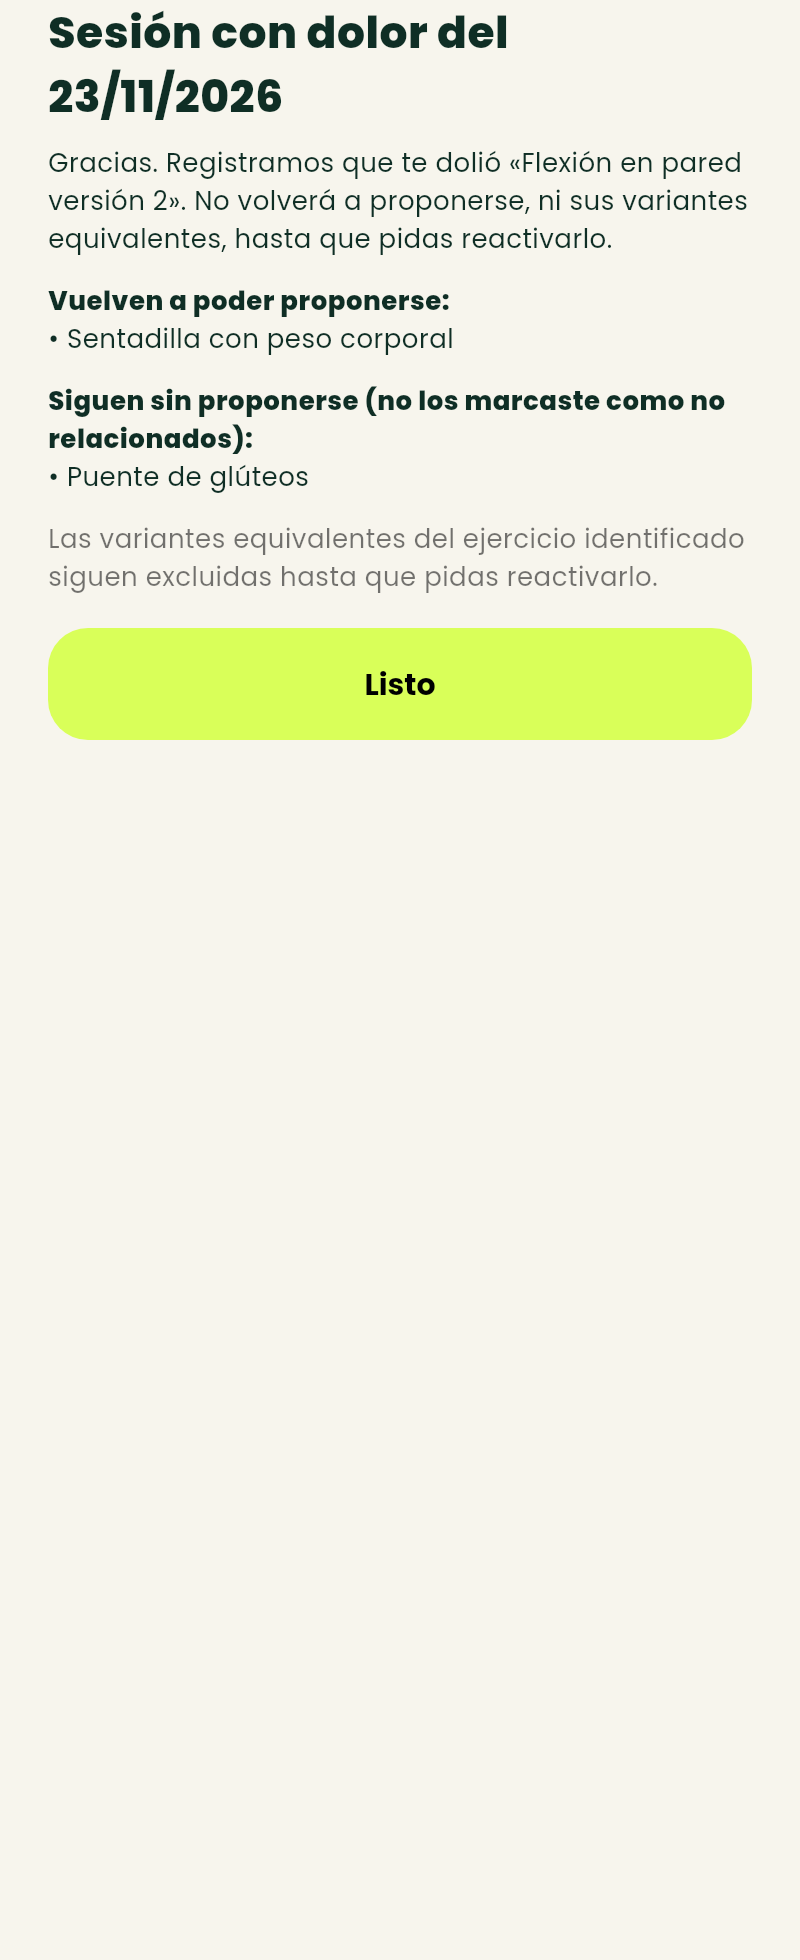 Sesión con dolor del
23/11/2026
Gracias. Registramos que te dolió «Flexión en pared
versión 2». No volverá a proponerse, ni sus variantes
equivalentes, hasta que pidas reactivarlo.
Vuelven a poder proponerse:
• Sentadilla con peso corporal
Siguen sin proponerse (no los marcaste como no
relacionados):
• Puente de glúteos
Las variantes equivalentes del ejercicio identificado
siguen excluidas hasta que pidas reactivarlo.
Listo